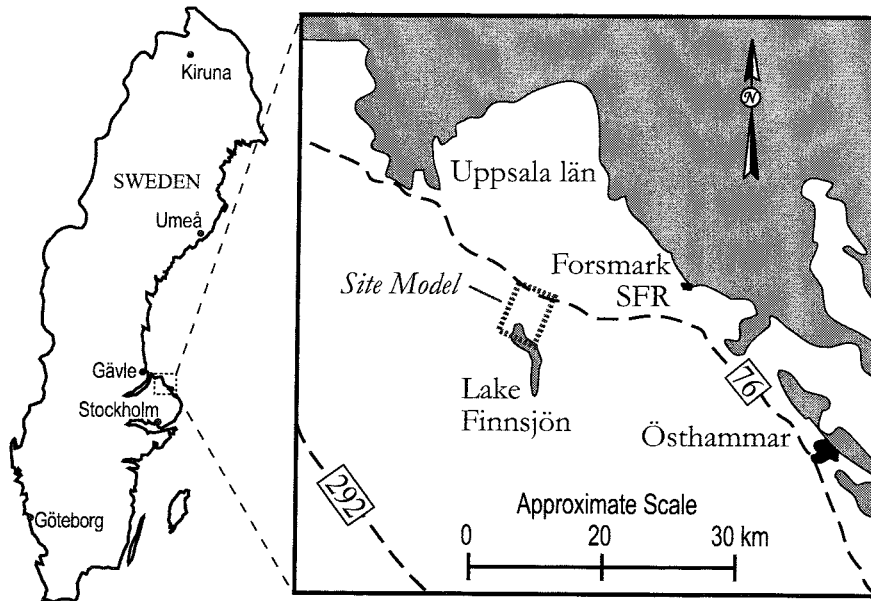 Kiruna
SWEDEN
Umeå
Gävle
Stockholm
Göteborg
N
Uppsala län
Forsmark
SFR
Site Model
Lake
Finnsjön
76
Östhammar
292
Approximate Scale
0 20 30 km